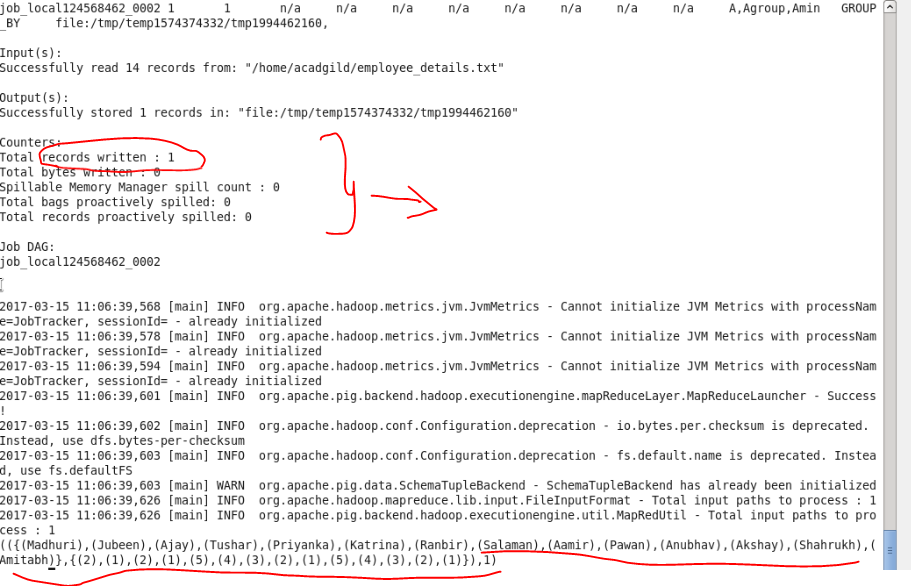 job_local124568462_0002 1 1 n/a n/a n/a n/a n/a n/a n/a n/a A,Agroup,Amin GROUP
_BY file:/tmp/temp1574374332/tmp1994462160,
Input(s):
Successfully read 14 records from: "/home/acadgild/employee_details.txt"
Output(s):
Successfully stored 1 records in: "file:/tmp/temp1574374332/tmp1994462160"
Counters:
Total records written : 1
Total bytes written : 0
Spillable Memory Manager spill count : 0
Total bags proactively spilled: 0
Total records proactively spilled: 0
Job DAG:
job_local124568462_0002
2017-03-15 11:06:39,568 [main] INFO org.apache.hadoop.metrics.jvm.JvmMetrics - Cannot initialize JVM Metrics with processNam
e=JobTracker, sessionId= - already initialized
2017-03-15 11:06:39,578 [main] INFO org.apache.hadoop.metrics.jvm.JvmMetrics - Cannot initialize JVM Metrics with processNam
e=JobTracker, sessionId= - already initialized
2017-03-15 11:06:39,594 [main] INFO org.apache.hadoop.metrics.jvm.JvmMetrics - Cannot initialize JVM Metrics with processNam
e=JobTracker, sessionId= - already initialized
2017-03-15 11:06:39,601 [main] INFO org.apache.pig.backend.hadoop.executionengine.mapReduceLayer.MapReduceLauncher - Success
!
2017-03-15 11:06:39,602 [main] INFO org.apache.hadoop.conf.Configuration.deprecation - io.bytes.per.checksum is deprecated.
Instead, use dfs.bytes-per-checksum
2017-03-15 11:06:39,603 [main] INFO org.apache.hadoop.conf.Configuration.deprecation - fs.default.name is deprecated. Instea
d, use fs.defaultFS
2017-03-15 11:06:39,603 [main] WARN org.apache.pig.data.SchemaTupleBackend - SchemaTupleBackend has already been initialized
2017-03-15 11:06:39,626 [main] INFO org.apache.hadoop.mapreduce.lib.input.FileInputFormat - Total input paths to process : 1
2017-03-15 11:06:39,626 [main] INFO org.apache.pig.backend.hadoop.executionengine.util.MapRedUtil - Total input paths to pro
cess : 1
(({(Madhuri),(Jubeen),(Ajay),(Tushar),(Priyanka),(Katrina),(Ranbir),(Salaman),(Aamir),(Pawan),(Anubhav),(Akshay),(Shahrukh),(
Amitabh)},{(2),(1),(2),(1),(5),(4),(3),(2),(1),(5),(4),(3),(2),(1)}),1)